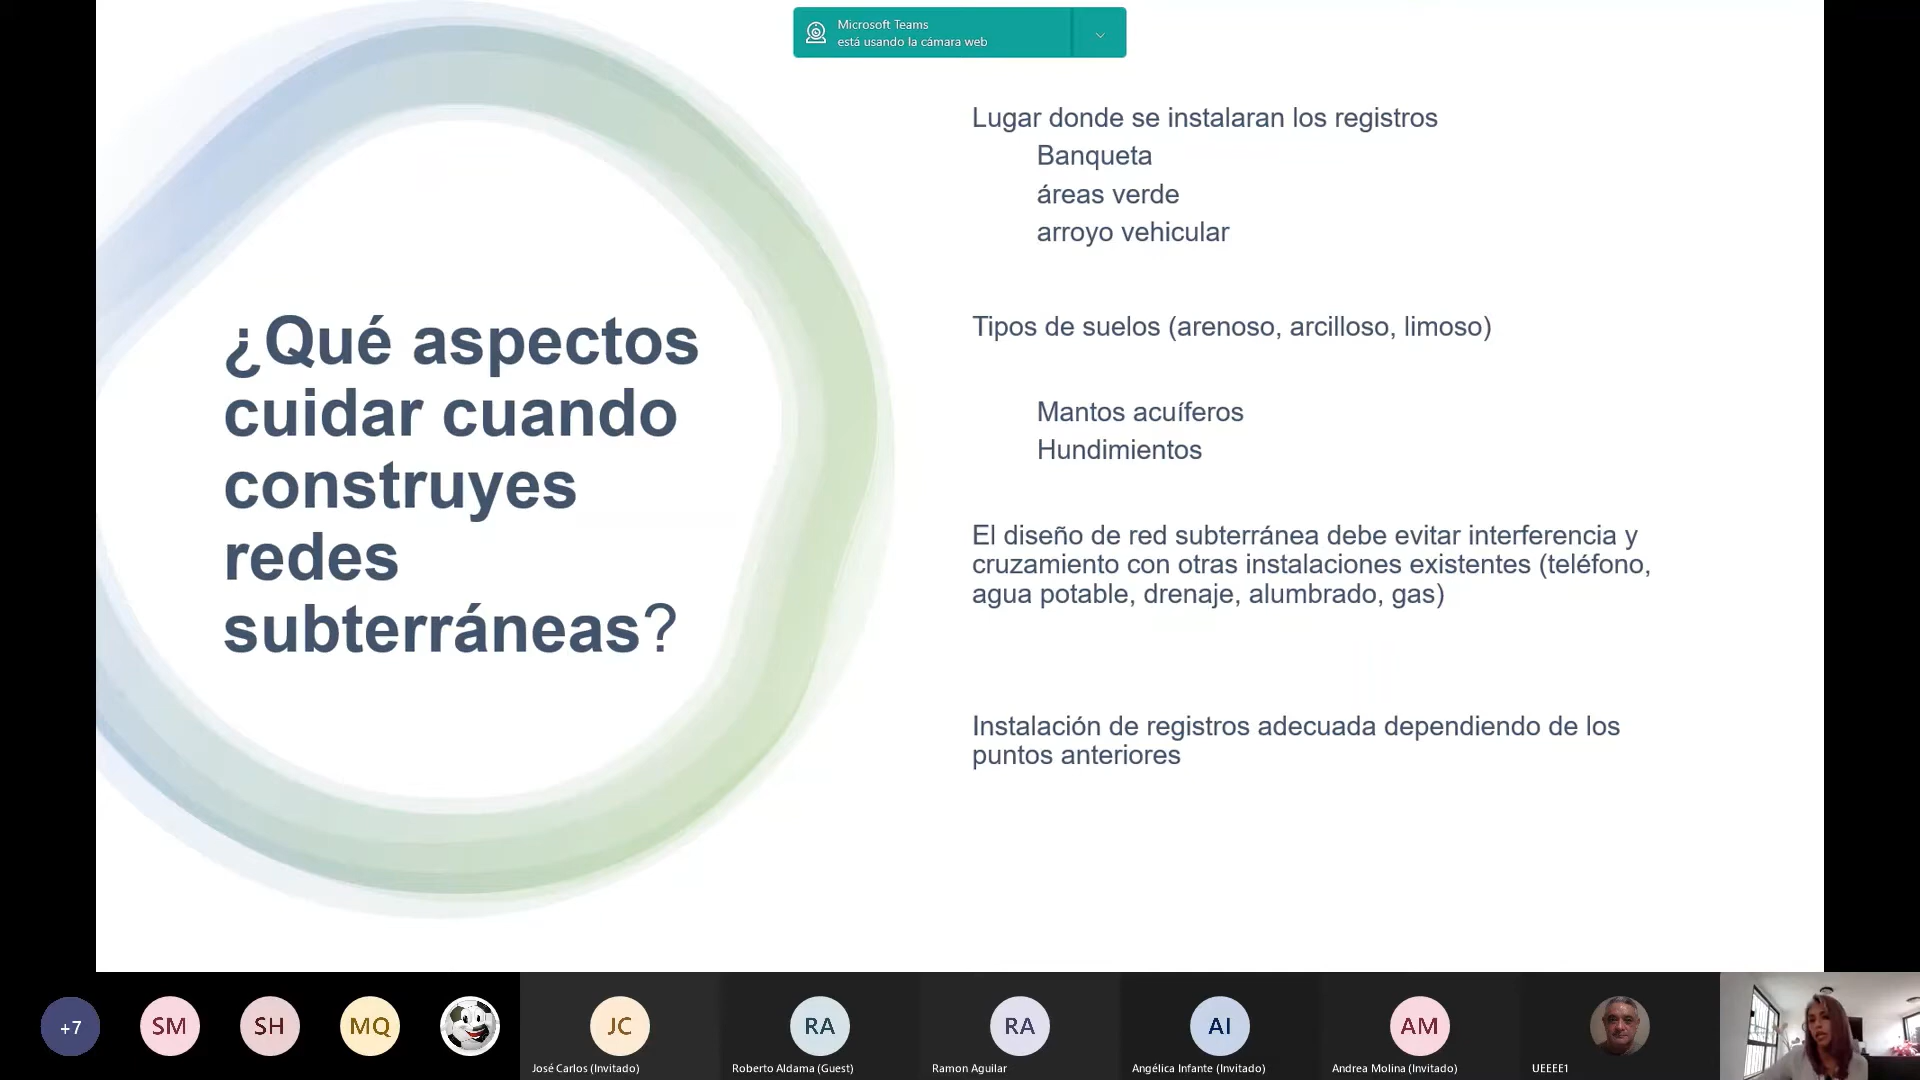 Microsoft Teams
está usando la cámara web
¿Qué aspectos
cuidar cuando
construyes
redes
subterráneas?
Lugar donde se instalaran los registros
Banqueta
áreas verde
arroyo vehicular
Tipos de suelos (arenoso, arcilloso, limoso)
Mantos acuíferos
Hundimientos
El diseño de red subterránea debe evitar interferencia y
cruzamiento con otras instalaciones existentes (teléfono,
agua potable, drenaje, alumbrado, gas)
Instalación de registros adecuada dependiendo de los
puntos anteriores
+7
SM
SH
MQ
JC
RA
RA
AI
AM
José Carlos (Invitado)
Roberto Aldama (Guest)
Ramon Aguilar
Angélica Infante (Invitado)
Andrea Molina (Invitado)
UEEEE1